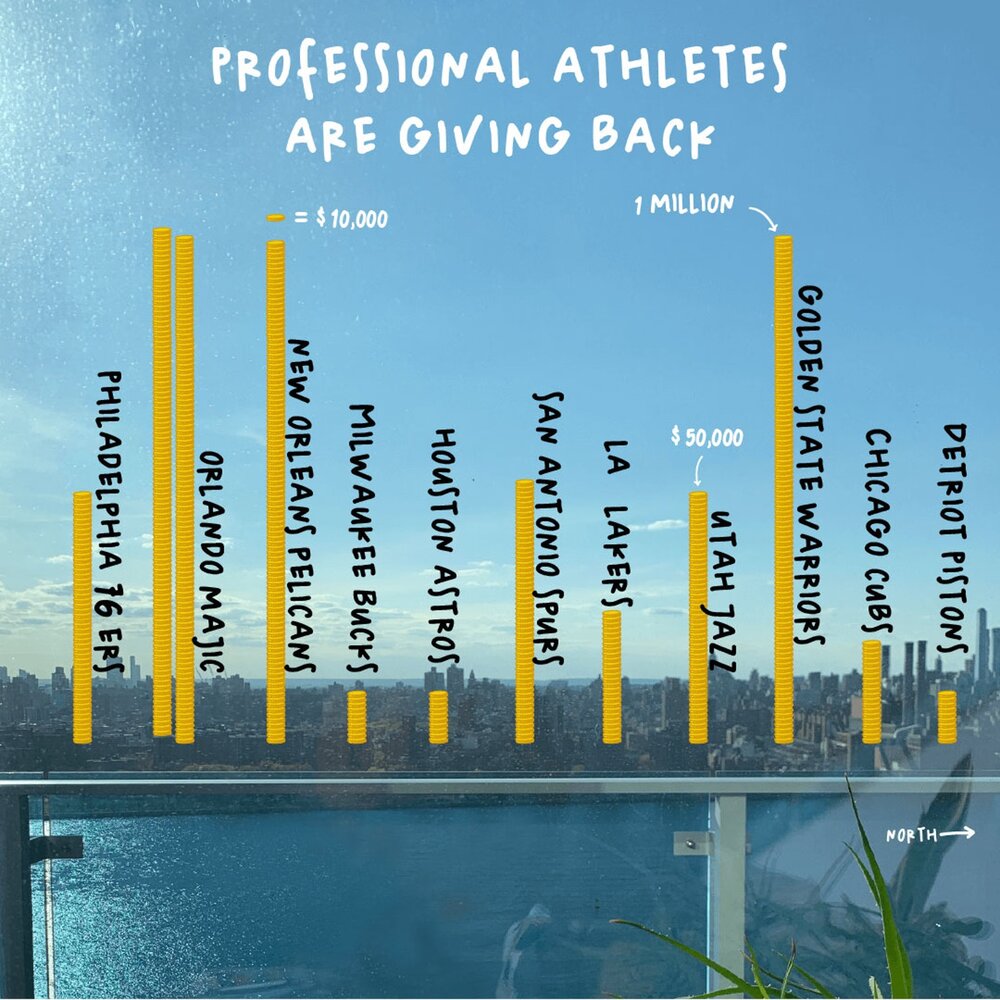 PROFESSIONAL ATHLETES
ARE GIVING BACK
= $10,000
1 MILLION
$50,000
PHILADELPHIA 76 ERS
ORLANDO MAJIC
NEW ORLEANS PELICANS
MILWAUKEE BUCKS
HOUSTON ASTROS
SAN ANTONIO SPURS
LA LAKERS
UTAH JAZZ
GOLDEN STATE WARRIORS
CHICAGO CUBS
DETRIOT PISTONS
NORTH